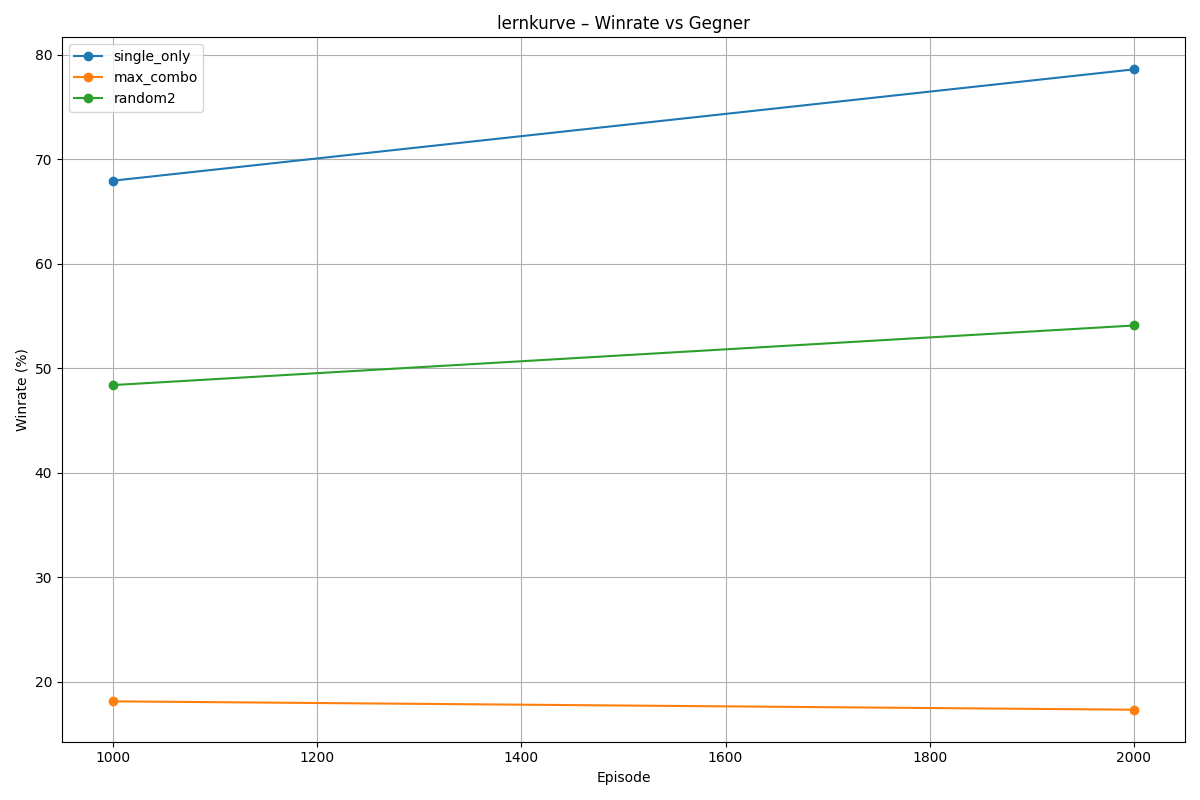 lernkurve – Winrate vs Gegner
single_only
max_combo
random2
Winrate (%)
80
70
60
50
40
30
20
1000 1200 1400 1600 1800 2000
Episode